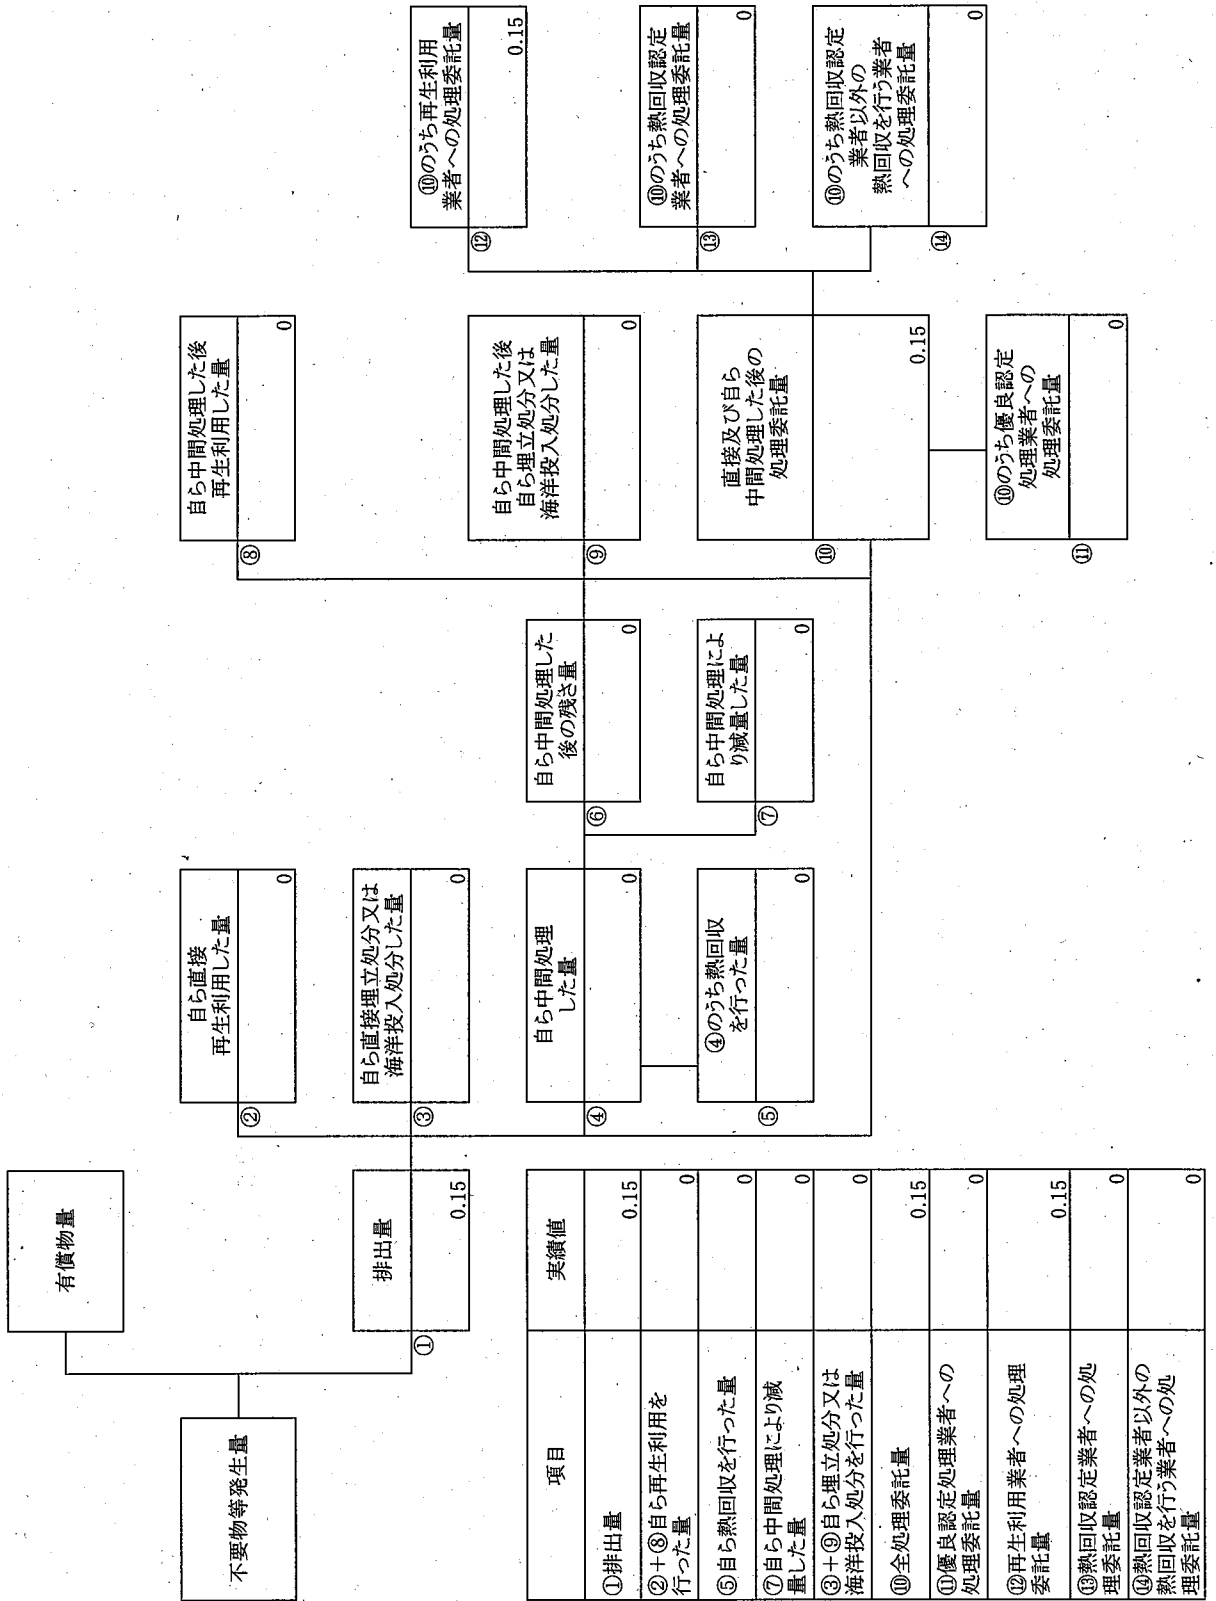 不要物等発生量
有償物量
排出量
①
0.15
自ら直接
再生利用した量
②
0
自ら直接埋立処分又は
海洋投入処分した量
③
0
自ら中間処理
した量
④
0
④のうち熱回収
を行った量
⑤
0
自ら中間処理した
後の残さ量
⑥
0
自ら中間処理によ
り減量した量
⑦
0
自ら中間処理した後
再生利用した量
⑧
0
自ら中間処理した後
自ら埋立処分又は
海洋投入処分した量
⑨
0
直接及び自ら
中間処理した後の
処理委託量
⑩
0.15
⑩のうち優良認定
処理業者への
処理委託量
⑪
0
⑩のうち再生利用
業者への処理委託量
⑫
0.15
⑩のうち熱回収認定
業者への処理委託量
⑬
0
⑩のうち熱回収認定
業者以外の
熱回収を行う業者
への処理委託量
⑭
0
項目 実績値
①排出量 0.15
②+⑧自ら再生利用を
行った量 0
⑤自ら熱回収を行った量 0
⑦自ら中間処理により減
量した量 0
③+⑨自ら埋立処分又は
海洋投入処分を行った量 0
⑩全処理委託量 0.15
⑪優良認定処理業者への
処理委託量 0
⑫再生利用業者への処理
委託量 0.15
⑬熱回収認定業者への処
理委託量 0
⑭熱回収認定業者以外の
熱回収を行う業者への処
理委託量 0